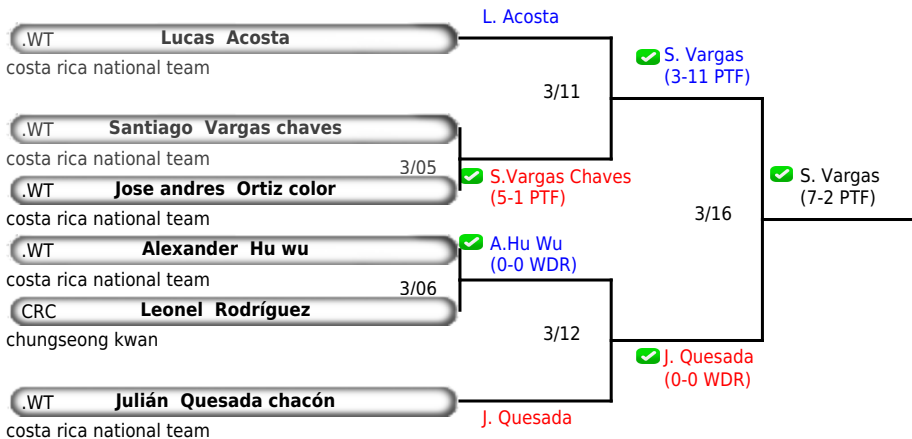 L. Acosta
.WT Lucas Acosta
costa rica national team
S. Vargas
(3-11 PTF)
3/11
.WT Santiago Vargas chaves
costa rica national team
3/05
S.Vargas Chaves
(5-1 PTF)
.WT Jose andres Ortiz color
costa rica national team
S. Vargas
(7-2 PTF)
3/16
.WT Alexander Hu wu
costa rica national team
A.Hu Wu
(0-0 WDR)
3/06
CRC Leonel Rodríguez
chungseong kwan
3/12
J. Quesada
(0-0 WDR)
.WT Julián Quesada chacón
costa rica national team
J. Quesada